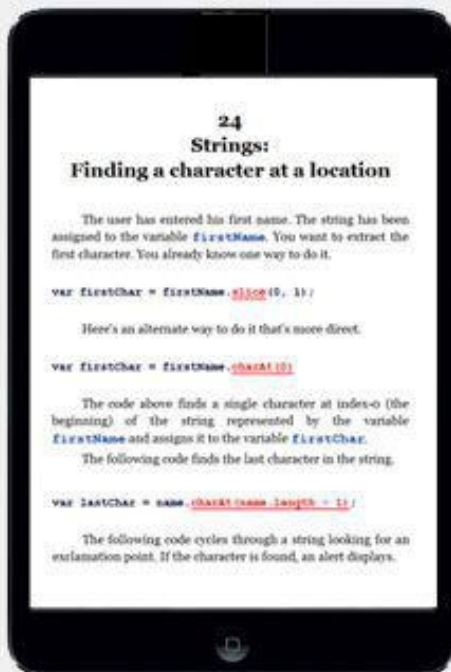 24
Strings:
Finding a character at a location
The user has entered his first name. The string has been
assigned to the variable firstName. You want to extract the
first character. You already know one way to do it.
var firstChar = firstName.slice(0, 1);
Here's an alternate way to do it that's more direct.
var firstChar = firstName.charAt(0)
The code above finds a single character at index-0 (the
beginning) of the string represented by the variable
firstName and assigns it to the variable firstChar.
The following code finds the last character in the string.
var lastChar = name.charAt(name.length - 1);
The following code cycles through a string looking for an
exclamation point. If the character is found, an alert displays.